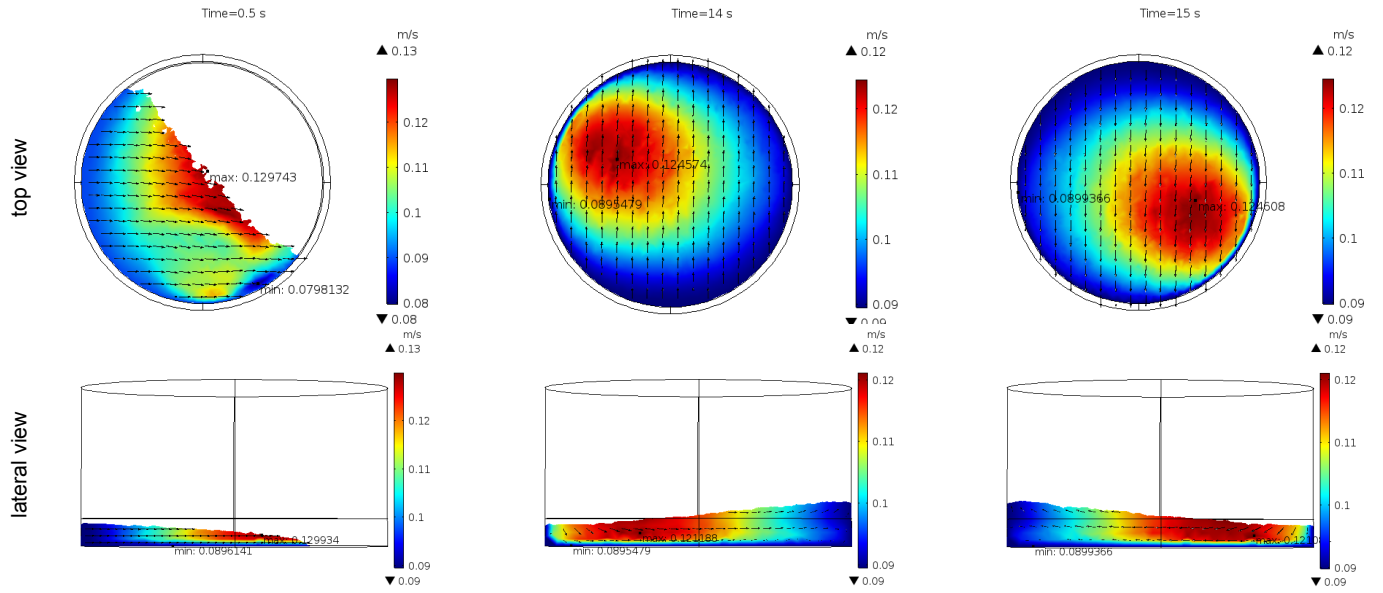 Time=0.5 s
Time=14 s
Time=15 s
top view
m/s
▲ 0.13
0.12
0.11
0.1
0.09
0.08
▼ 0.08
max: 0.129743
min: 0.0798132
m/s
▲ 0.12
0.12
0.11
0.1
0.09
▼ 0.09
max: 0.124574
min: 0.0895479
m/s
▲ 0.12
0.12
0.11
0.1
0.09
▼ 0.09
max: 0.124608
min: 0.0899366
lateral view
m/s
▲ 0.13
0.12
0.11
0.1
0.09
▼ 0.09
max: 0.129934
min: 0.0896141
m/s
▲ 0.12
0.12
0.11
0.1
0.09
▼ 0.09
max: 0.121188
min: 0.0895479
m/s
▲ 0.12
0.12
0.11
0.1
0.09
▼ 0.09
max:
min: 0.0899366